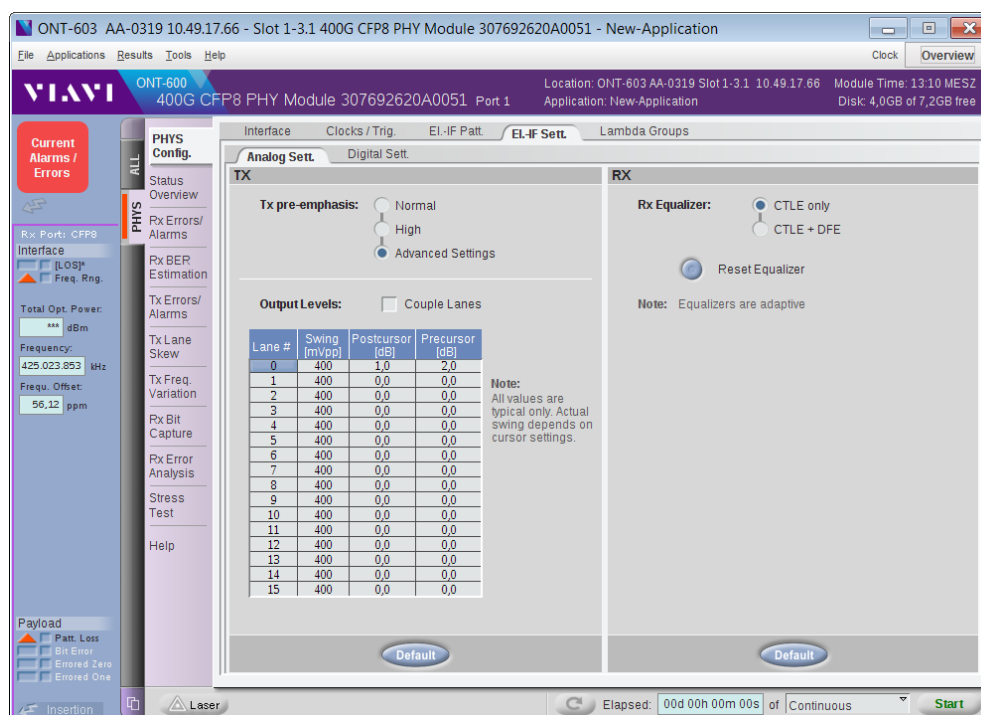 ONT-603 AA-0319 10.49.17.66 - Slot 1-3.1 400G CFP8 PHY Module 307692620A0051 - New-Application
File Applications Results Tools Help
Clock Overview
VIAVI
ONT-600
400G CFP8 PHY Module 307692620A0051 Port 1
Location: ONT-603 AA-0319 Slot 1-3.1 10.49.17.66
Application: New-Application
Module Time: 13:10 MESZ
Disk: 4,0GB of 7,2GB free
Current
Alarms /
Errors
Rx Port: CFP8
Interface
[LOS]*
Freq. Rng.
Total Opt. Power:
*** dBm
Frequency:
425.023.853 kHz
Frequ. Offset:
56,12 ppm
Payload
Patt. Loss
Bit Error
Errored Zero
Errored One
Insertion
ALL
PHYS
PHYS
Config.
Status
Overview
Rx Errors/
Alarms
Rx BER
Estimation
Tx Errors/
Alarms
Tx Lane
Skew
Tx Freq.
Variation
Rx Bit
Capture
Rx Error
Analysis
Stress
Test
Help
Interface Clocks / Trig. El.-IF Patt. El.-IF Sett. Lambda Groups
Analog Sett. Digital Sett.
TX
Tx pre-emphasis: Normal
High
Advanced Settings
Output Levels: Couple Lanes
Lane # Swing [mVpp] Postcursor [dB] Precursor [dB]
0 400 1,0 2,0
1 400 0,0 0,0
2 400 0,0 0,0
3 400 0,0 0,0
4 400 0,0 0,0
5 400 0,0 0,0
6 400 0,0 0,0
7 400 0,0 0,0
8 400 0,0 0,0
9 400 0,0 0,0
10 400 0,0 0,0
11 400 0,0 0,0
12 400 0,0 0,0
13 400 0,0 0,0
14 400 0,0 0,0
15 400 0,0 0,0
Note:
All values are
typical only. Actual
swing depends on
cursor settings.
Default
RX
Rx Equalizer: CTLE only
CTLE + DFE
Reset Equalizer
Note: Equalizers are adaptive
Default
Laser
Elapsed: 00d 00h 00m 00s of Continuous Start